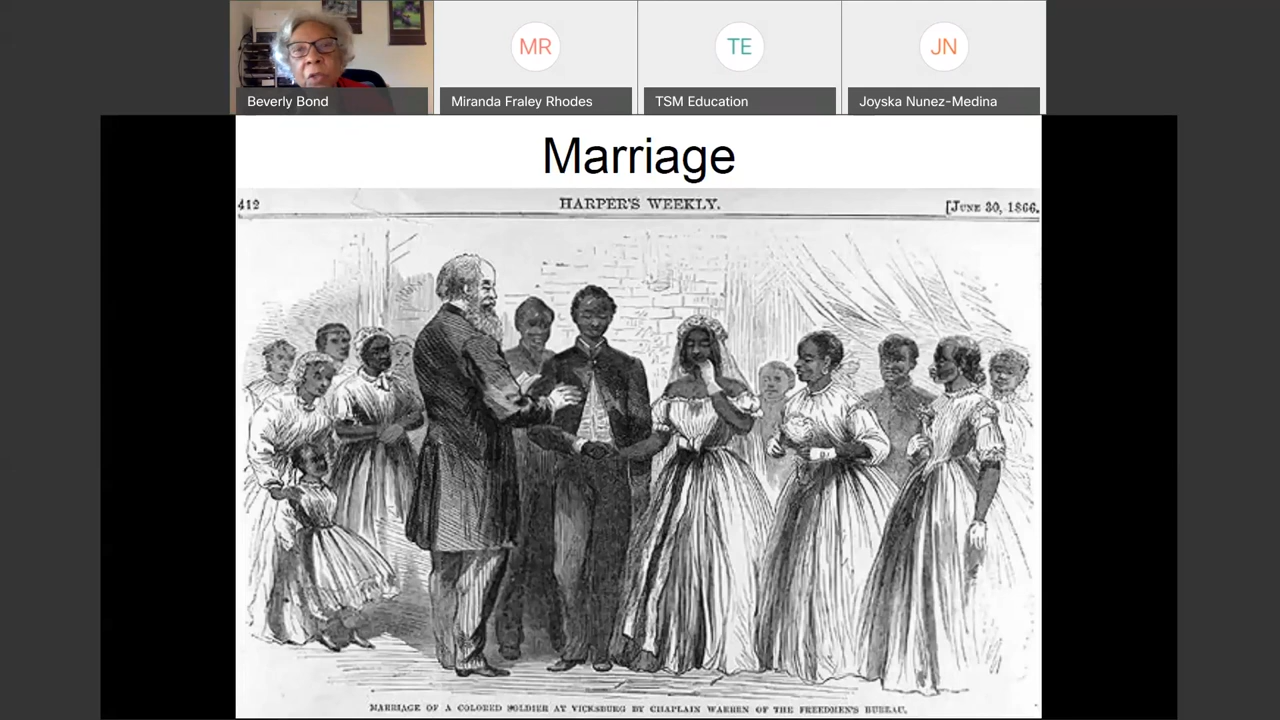 MR
TE
JN
Beverly Bond
Miranda Fraley Rhodes
TSM Education
Joyska Nunez-Medina
Marriage
412 HARPER'S WEEKLY. [JUNE 30, 1866.
MARRIAGE OF A COLORED SOLDIER AT VICKSBURG BY CHAPLAIN WARREN OF THE FREEDMEN'S BUREAU.